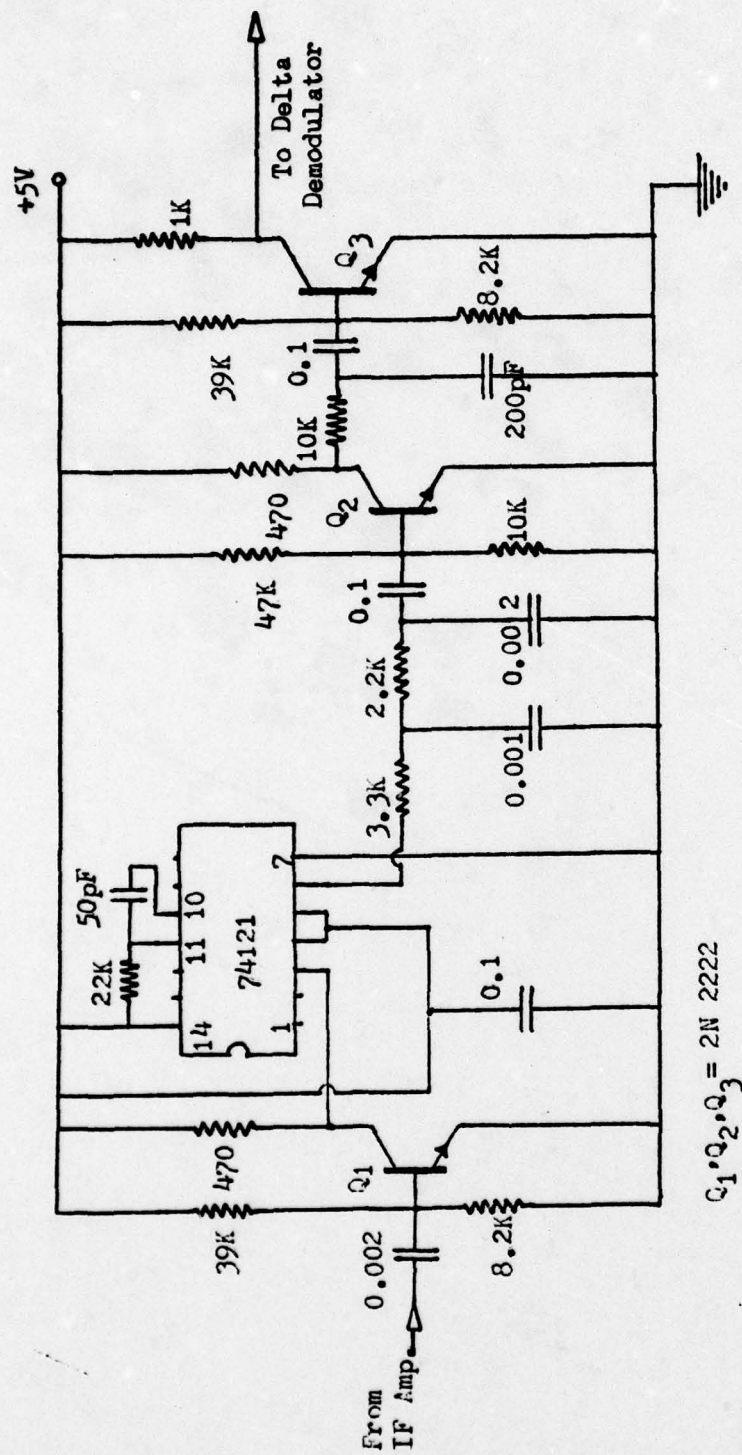 +5V
1K
To Delta
Demodulator
39K
0.1
Q3
8.2K
200pF
10K
470
Q2
47K
0.1
10K
2.2K
0.002
3.3K
0.001
50pF
22K
14
11
10
74121
1
7
0.1
470
39K
Q1
0.002
8.2K
From
IF Amp.
Q1,Q2,Q3 = 2N 2222